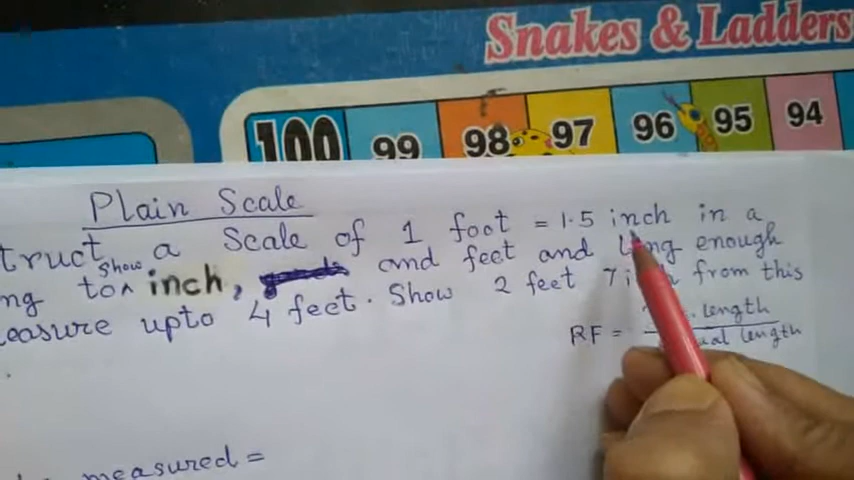 Snakes & Ladders
100 99 98 97 96 95 94
Plain Scale
truct a Scale of 1 foot = 1.5 inch in a
ng to show inch, and feet and long enough
easure upto 4 feet. Show 2 feet 7 from this
RF = length
ual length
measured =